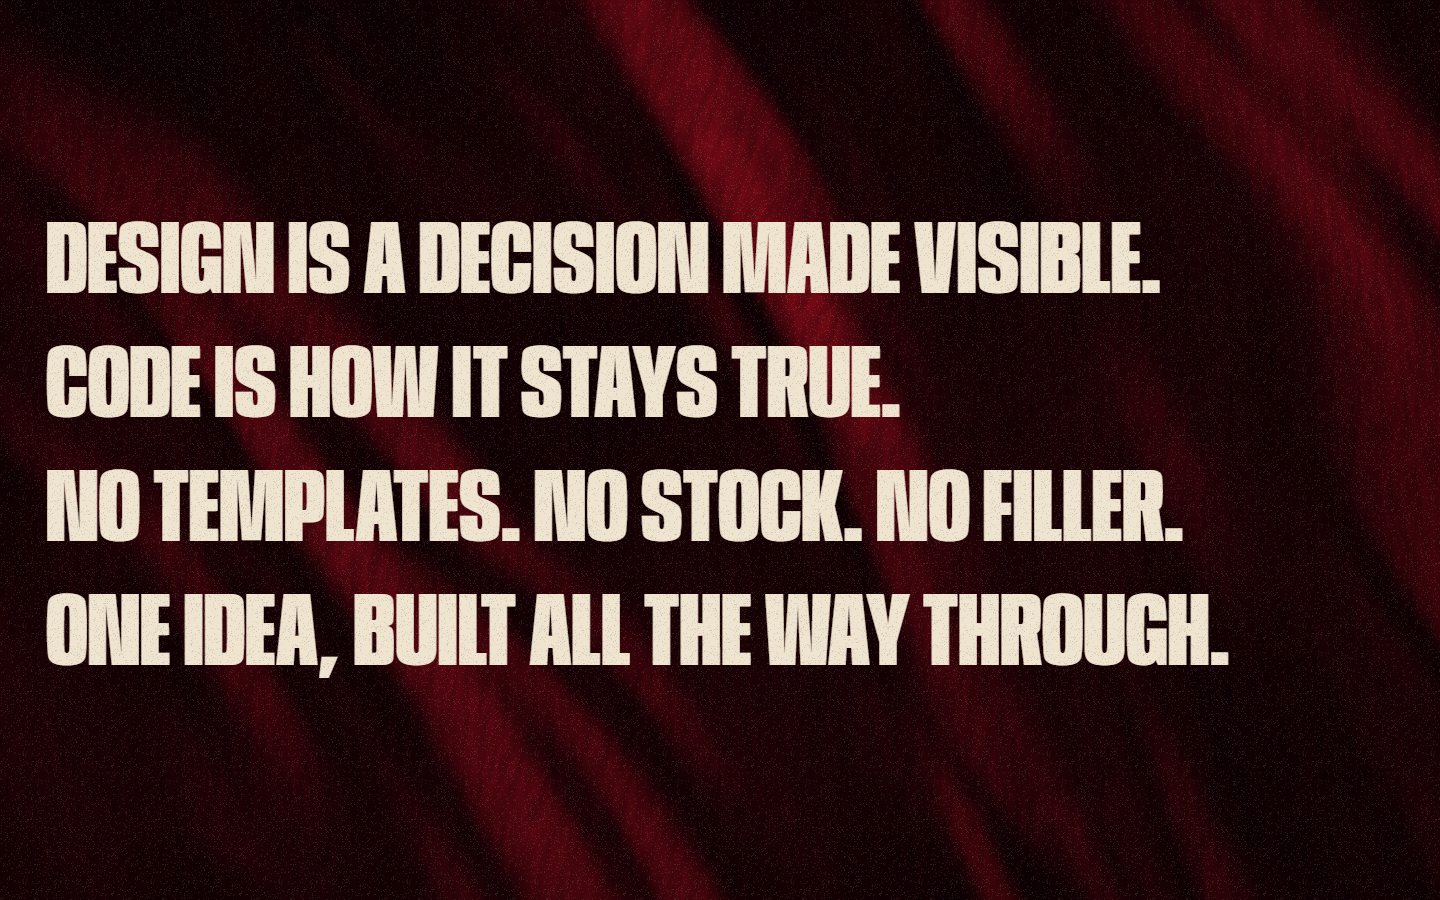 DESIGN IS A DECISION MADE VISIBLE.
CODE IS HOW IT STAYS TRUE.
NO TEMPLATES. NO STOCK. NO FILLER.
ONE IDEA, BUILT ALL THE WAY THROUGH.